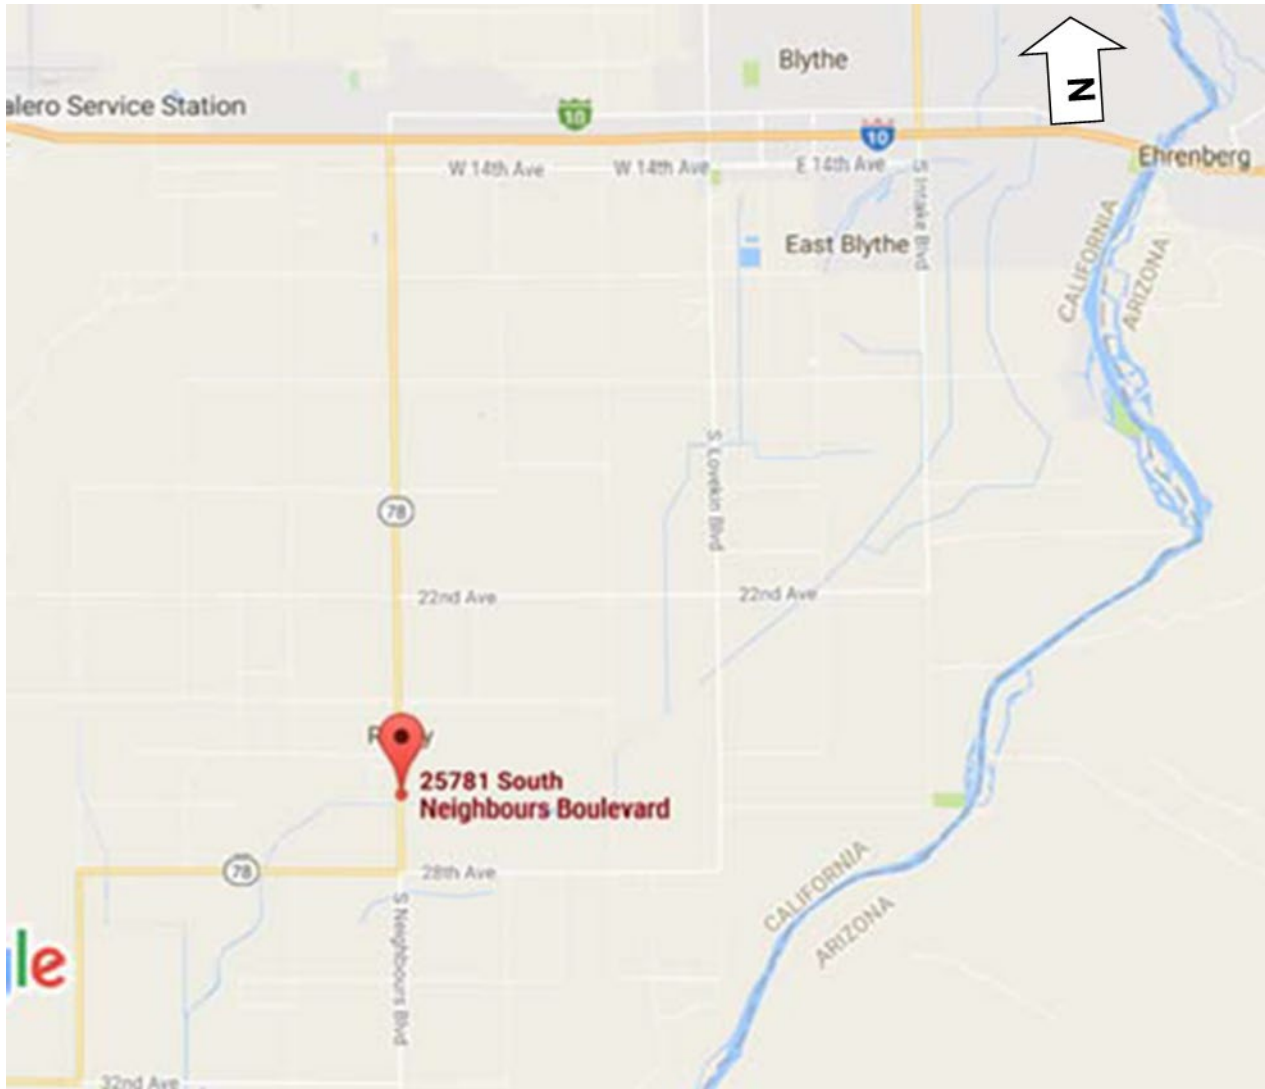 Blythe
N
alero Service Station
10
10
Ehrenberg
W 14th Ave
W 14th Ave
E 14th Ave
S Intake Blvd
East Blythe
CALIFORNIA
ARIZONA
S Lovekin Blvd
78
22nd Ave
22nd Ave
25781 South
Neighbours Boulevard
78
28th Ave
CALIFORNIA
ARIZONA
S Neighbours Blvd
le
32nd Ave